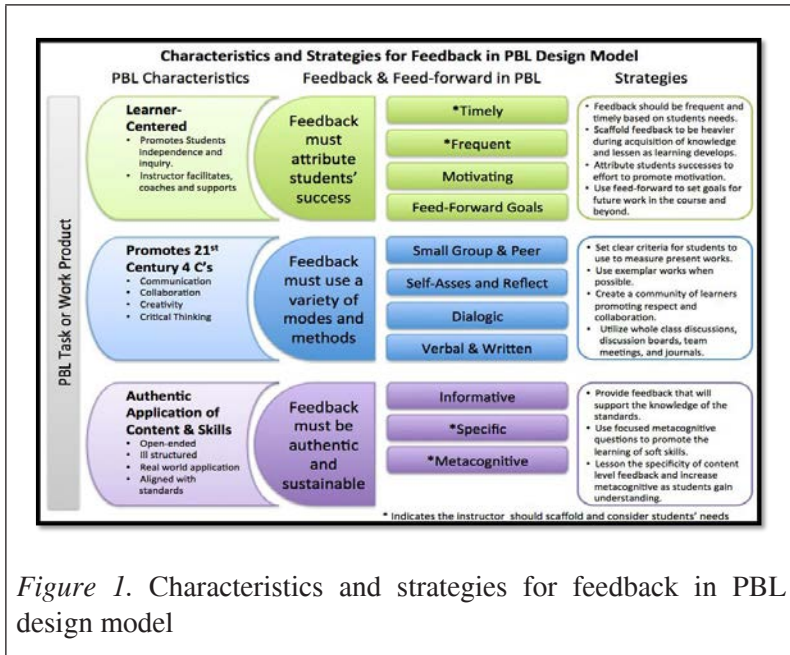 Characteristics and Strategies for Feedback in PBL Design Model
PBL Characteristics
Feedback & Feed-forward in PBL
Strategies
PBL Task or Work Product
Learner-
Centered
• Promotes Students
independence and
inquiry.
• Instructor facilitates,
coaches and supports
Feedback
must
attribute
students'
success
*Timely
*Frequent
Motivating
Feed-Forward Goals
• Feedback should be frequent and
timely based on students needs.
• Scaffold feedback to be heavier
during acquisition of knowledge
and lessen as learning develops.
• Attribute students successes to
effort to promote motivation.
• Use feed-forward to set goals for
future work in the course and
beyond.
Promotes 21st
Century 4 C's
• Communication
• Collaboration
• Creativity
• Critical Thinking
Feedback
must use a
variety of
modes and
methods
Small Group & Peer
Self-Asses and Reflect
Dialogic
Verbal & Written
• Set clear criteria for students to
use to measure present works.
• Use exemplar works when
possible.
• Create a community of learners
promoting respect and
collaboration.
• Utilize whole class discussions,
discussion boards, team
meetings, and journals.
Authentic
Application of
Content & Skills
• Open-ended
• Ill structured
• Real world application
• Aligned with
standards
Feedback
must be
authentic
and
sustainable
Informative
*Specific
*Metacognitive
• Provide feedback that will
support the knowledge of the
standards.
• Use focused metacognitive
questions to promote the
learning of soft skills.
• Lesson the specificity of content
level feedback and increase
metacognitive as students gain
understanding.
* Indicates the instructor should scaffold and consider students' needs
Figure 1. Characteristics and strategies for feedback in PBL
design model